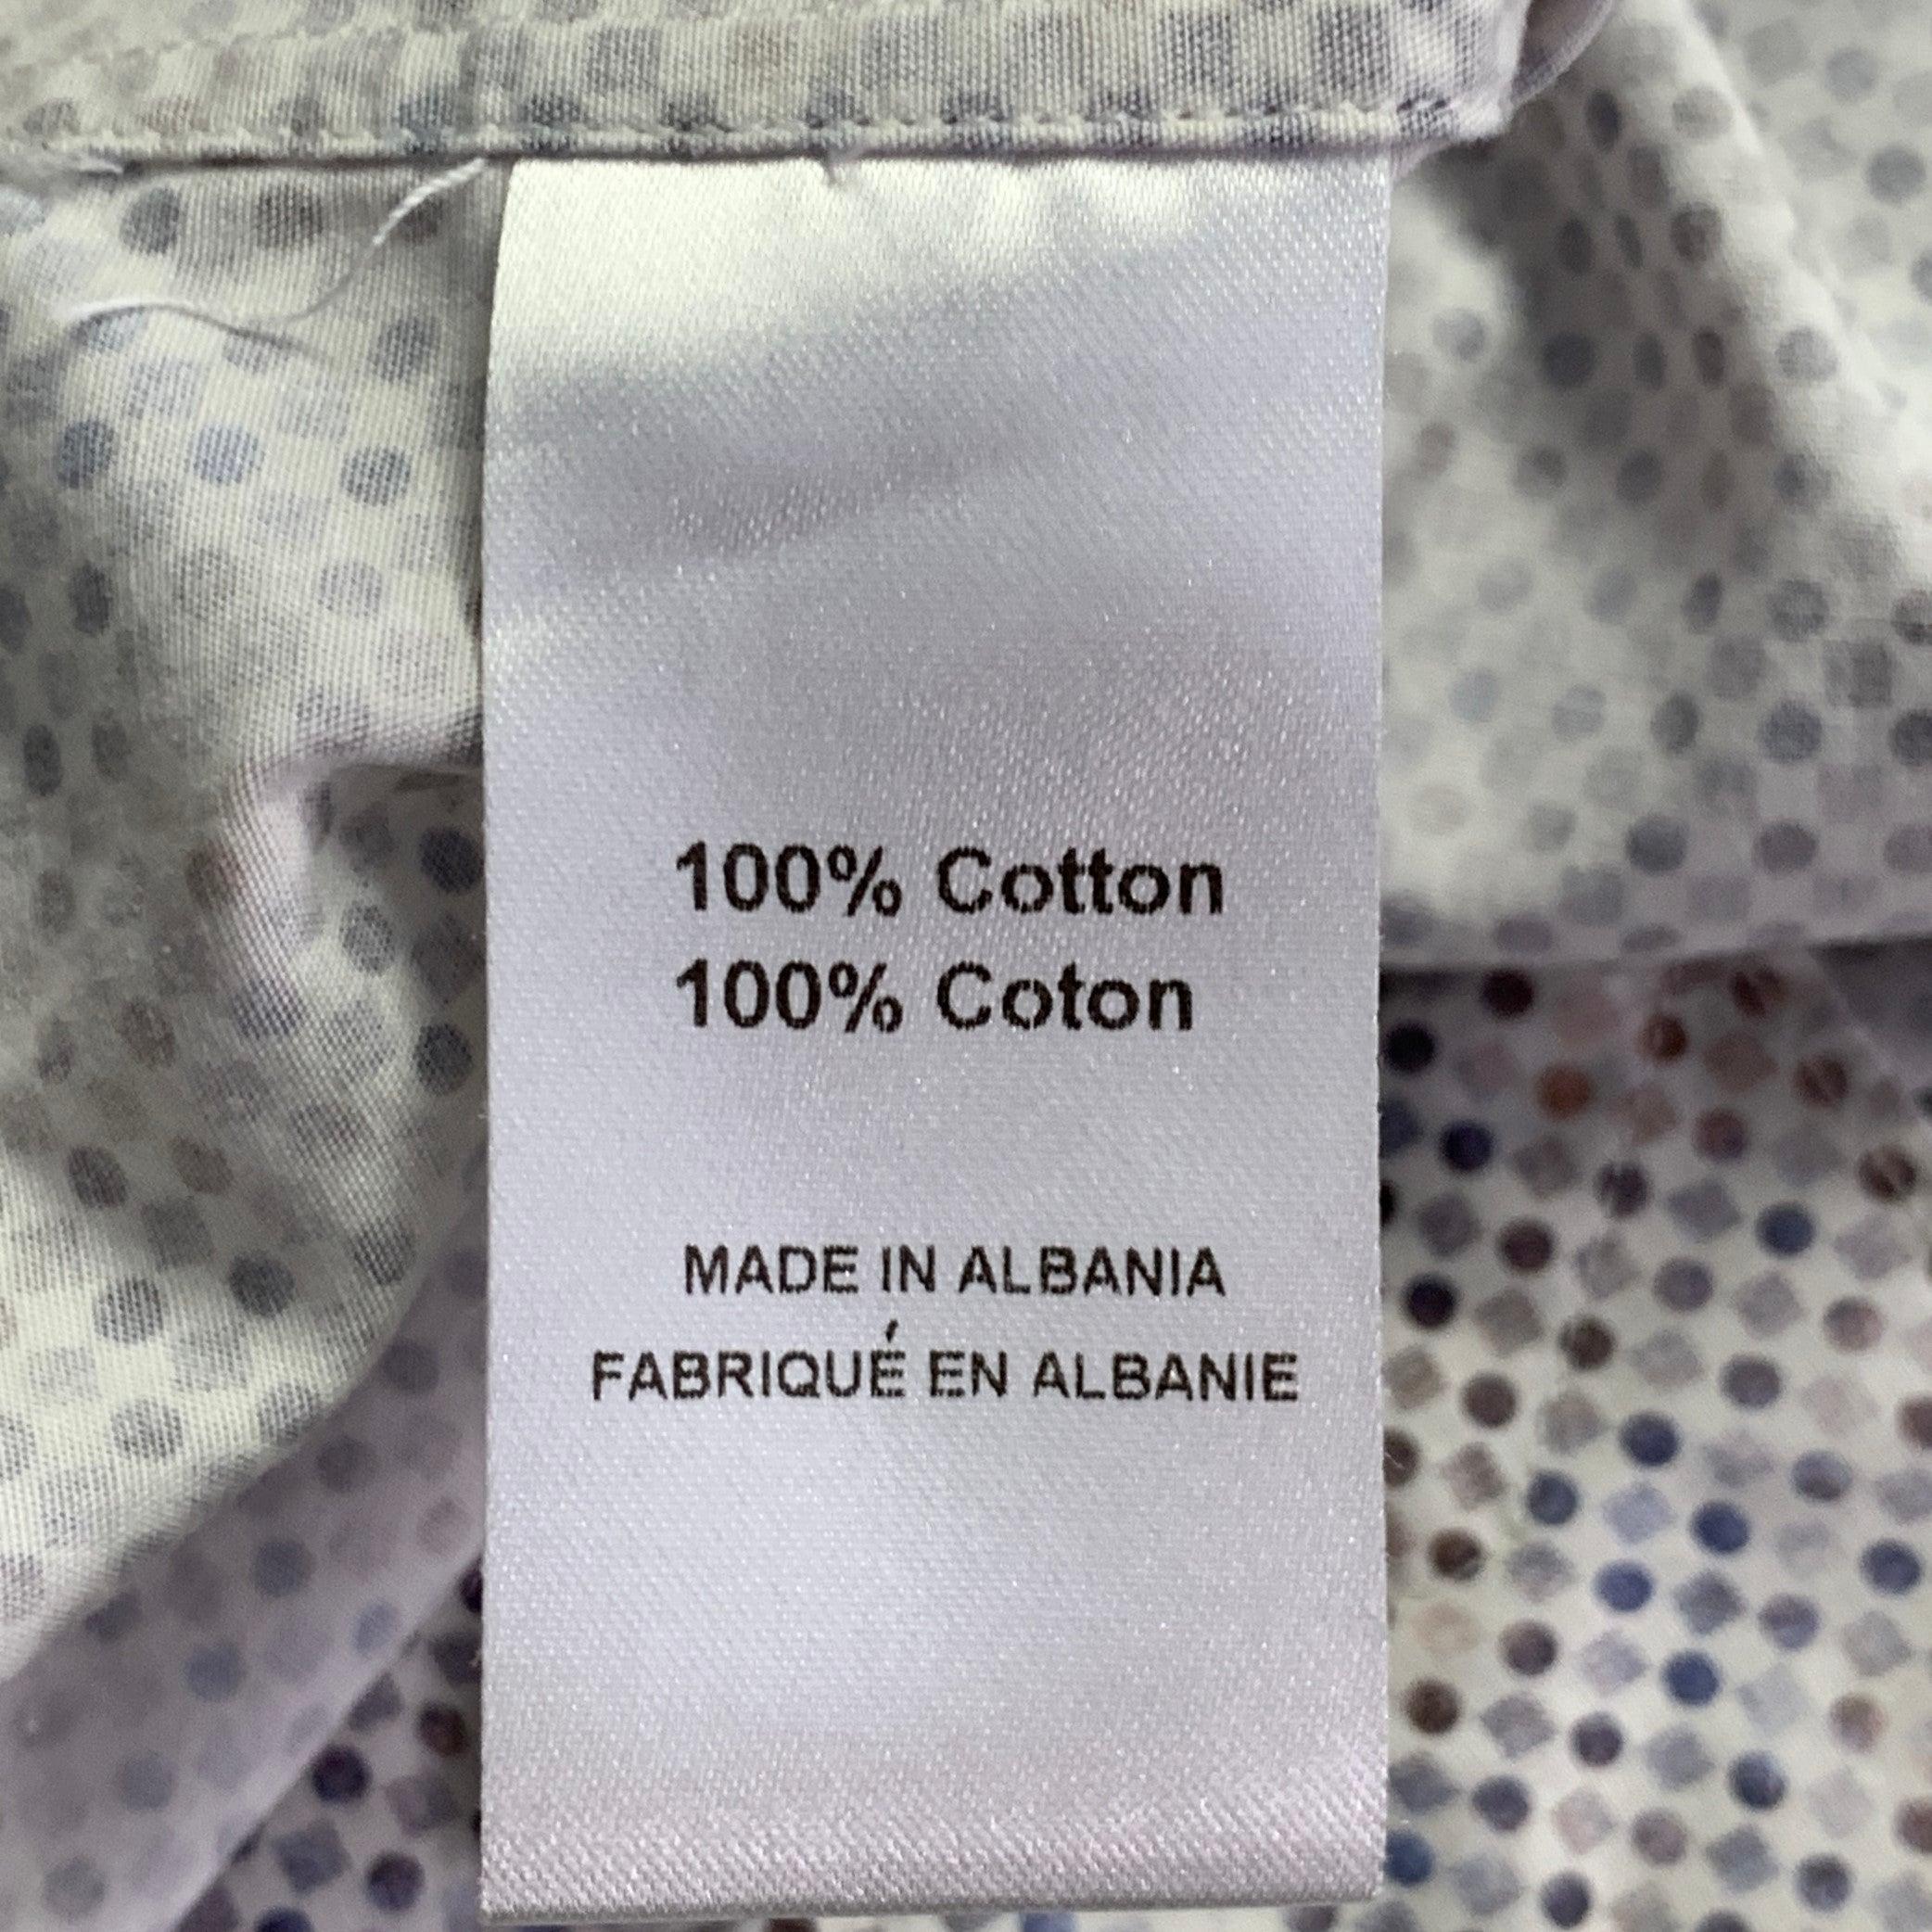 100% Cotton
100% Coton
MADE IN ALBANIA
FABRIQUÉ EN ALBANIE